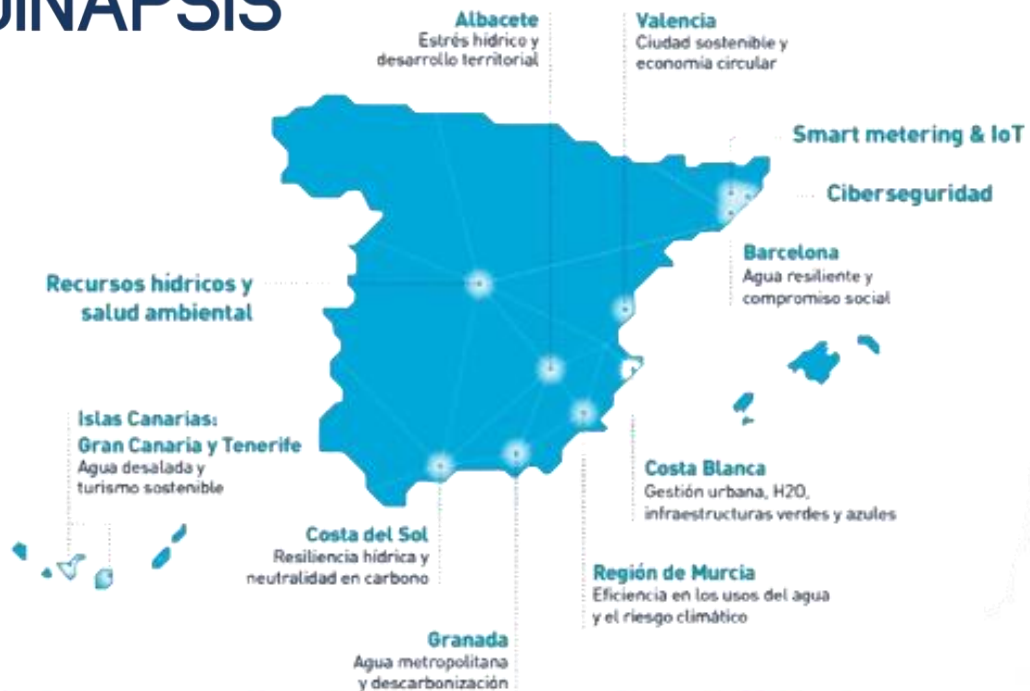 DINAPSIS
Albacete
Estrés hídrico y
desarrollo territorial
Valencia
Ciudad sostenible y
economía circular
Smart metering & IoT
Ciberseguridad
Barcelona
Agua resiliente y
compromiso social
Recursos hídricos y
salud ambiental
Islas Canarias:
Gran Canaria y Tenerife
Agua desalada y
turismo sostenible
Costa Blanca
Gestión urbana, H2O,
infraestructuras verdes y azules
Costa del Sol
Resiliencia hídrica y
neutralidad en carbono
Región de Murcia
Eficiencia en los usos del agua
y el riesgo climático
Granada
Agua metropolitana
y descarbonización